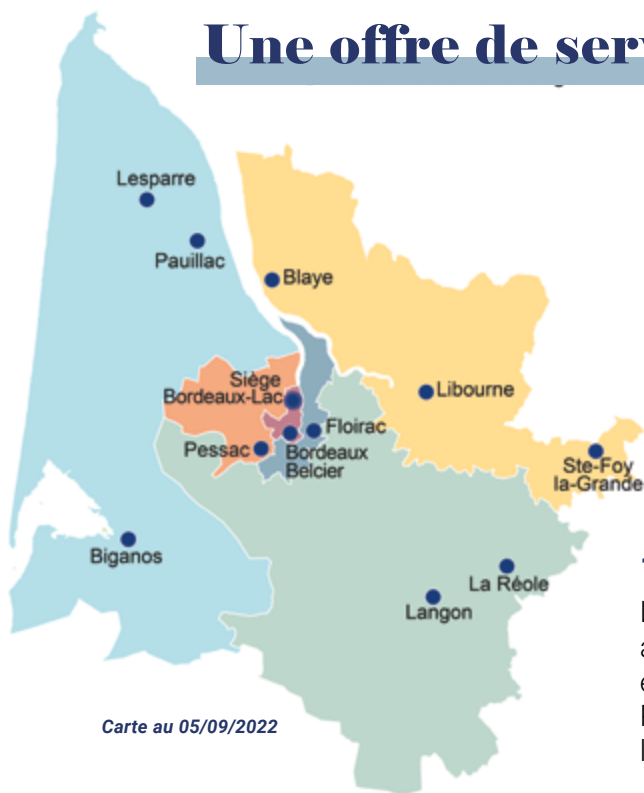 Une offre de serv
Lesparre
Pauillac
Blaye
Siège
Bordeaux-Lac
Libourne
Floirac
Pessac
Bordeaux
Belcier
Ste-Foy
la-Grande
Biganos
La Réole
Langon
Carte au 05/09/2022